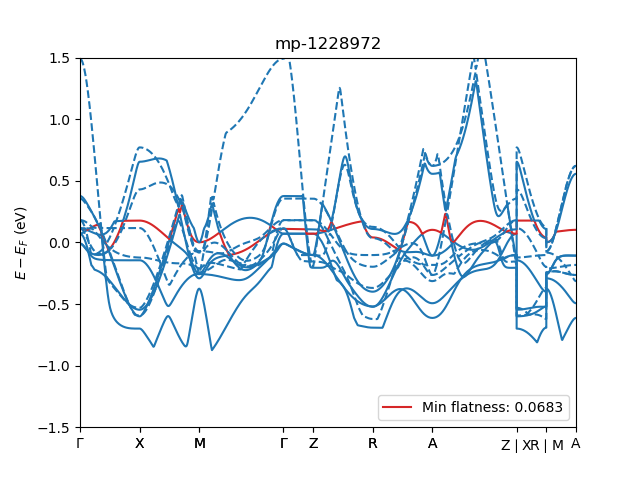 mp-1228972
E − E_F (eV)
1.5
1.0
0.5
0.0
−0.5
−1.0
−1.5
Min flatness: 0.0683
Γ X M Γ Z R A Z | XR | M A